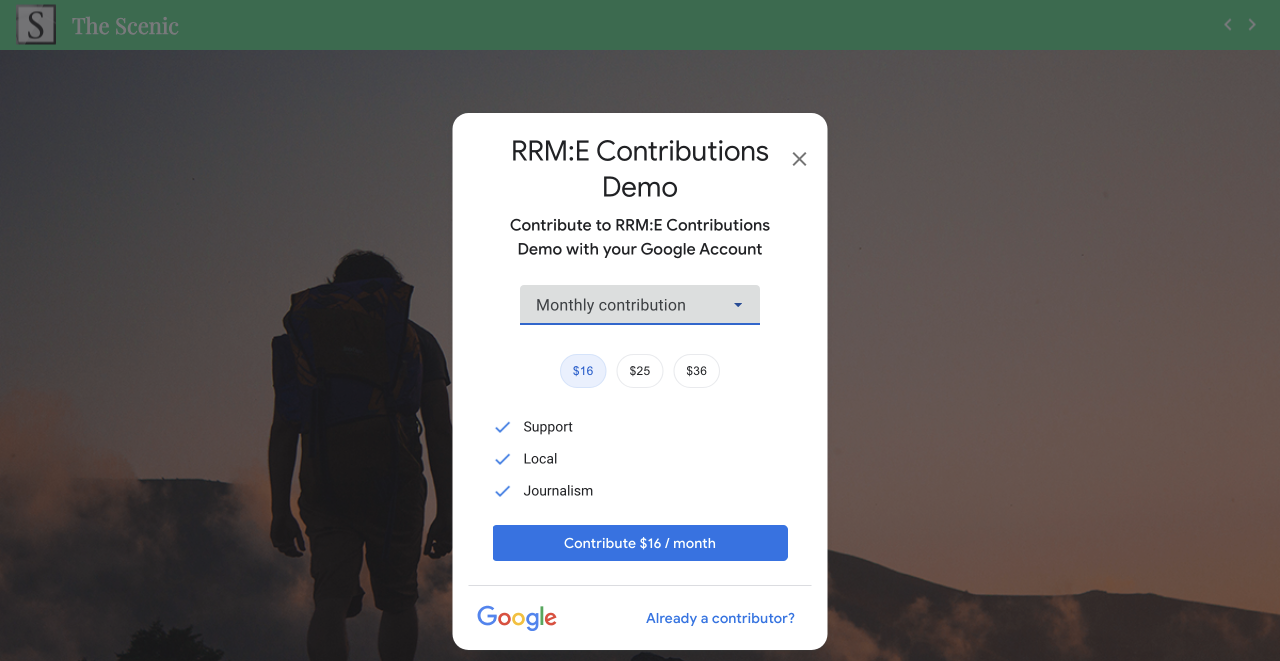 S The Scenic
RRM:E Contributions
Demo
Contribute to RRM:E Contributions
Demo with your Google Account
Monthly contribution
$16 $25 $36
Support
Local
Journalism
Contribute $16 / month
Google Already a contributor?